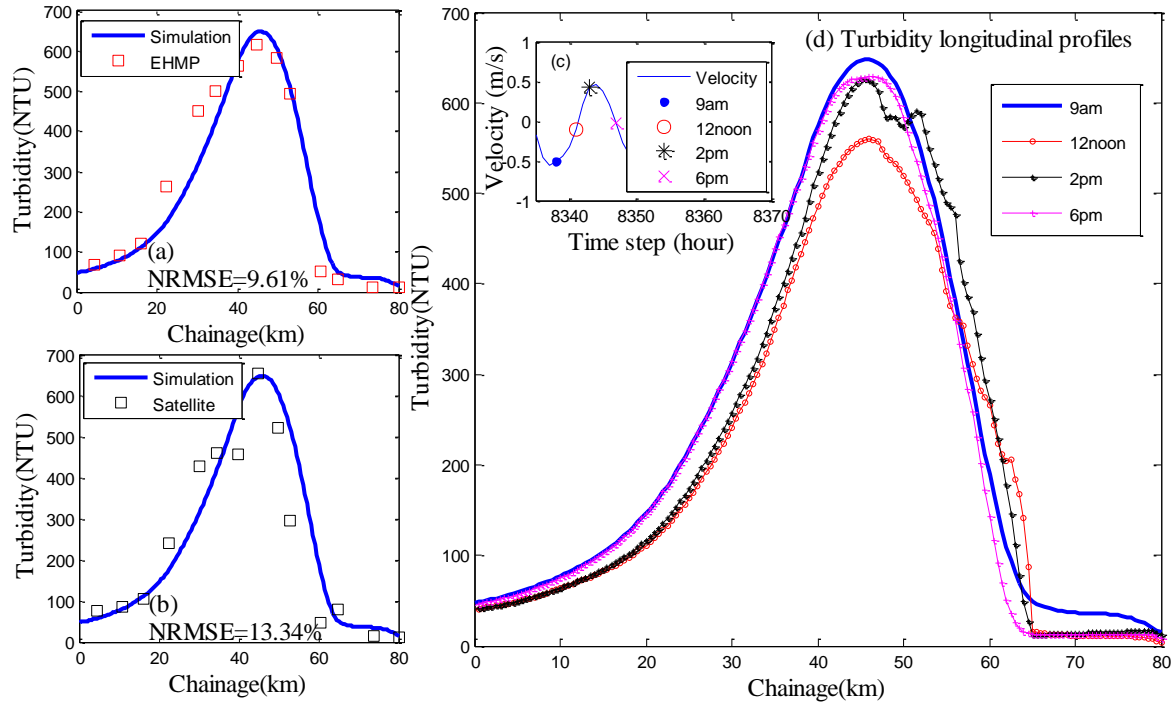 700
600
500
400
300
200
100
0
Turbidity(NTU)
Simulation
EHMP
(a)
NRMSE=9.61%
0 20 40 60 80
Chainage(km)
700
600
500
400
300
200
100
0
Turbidity(NTU)
Simulation
Satellite
(b)
NRMSE=13.34%
0 20 40 60 80
Chainage(km)
(d) Turbidity longitudinal profiles
700
600
500
400
300
200
100
0
Turbidity(NTU)
9am
12noon
2pm
6pm
0 10 20 30 40 50 60 70 80
Chainage(km)
(c)
1
0.5
0
-0.5
-1
Velocity (m/s)
Velocity
9am
12noon
2pm
6pm
8340 8350 8360 8370
Time step (hour)